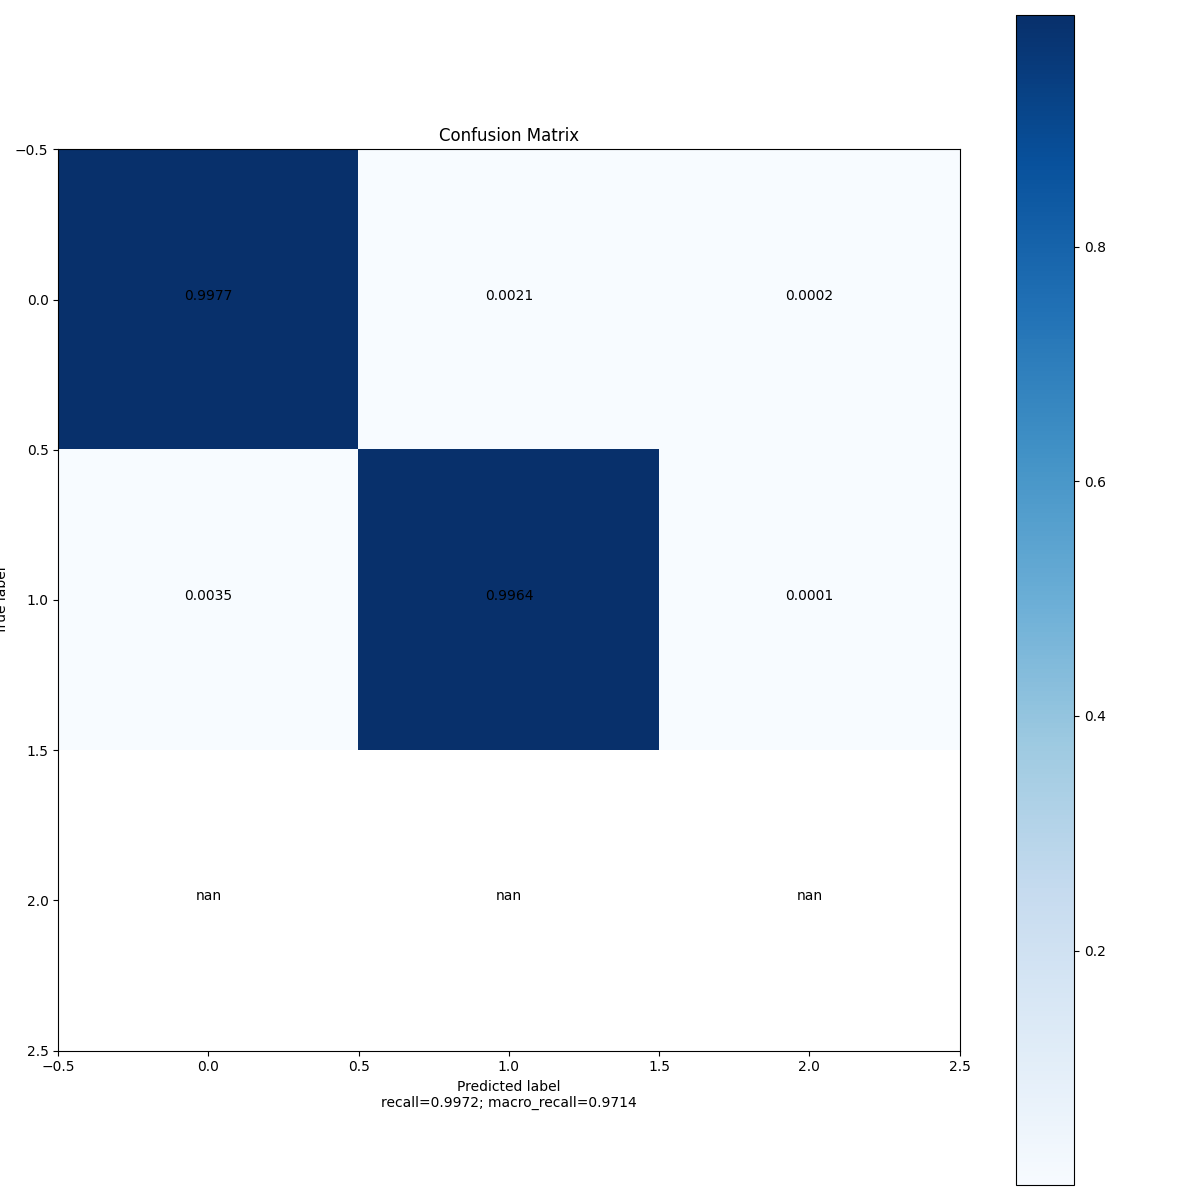 Confusion Matrix
−0.5
0.9977 0.0021 0.0002
0.0
0.5
0.0035 0.9964 0.0001
1.0
1.5
nan nan nan
2.0
2.5
−0.5 0.0 0.5 1.0 1.5 2.0 2.5
Predicted label
recall=0.9972; macro_recall=0.9714
True label
0.8
0.6
0.4
0.2